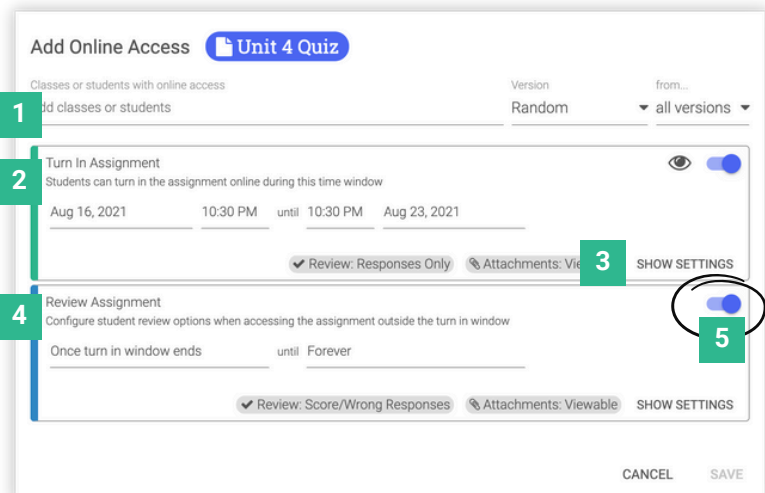 Add Online Access Unit 4 Quiz
Classes or students with online access Version from...
1 dd classes or students Random all versions
Turn In Assignment
2 Students can turn in the assignment online during this time window
Aug 16, 2021 10:30 PM until 10:30 PM Aug 23, 2021
Review: Responses Only Attachments: Vie 3 SHOW SETTINGS
Review Assignment
4 Configure student review options when accessing the assignment outside the turn in window
5
Once turn in window ends until Forever
Review: Score/Wrong Responses Attachments: Viewable SHOW SETTINGS
CANCEL SAVE